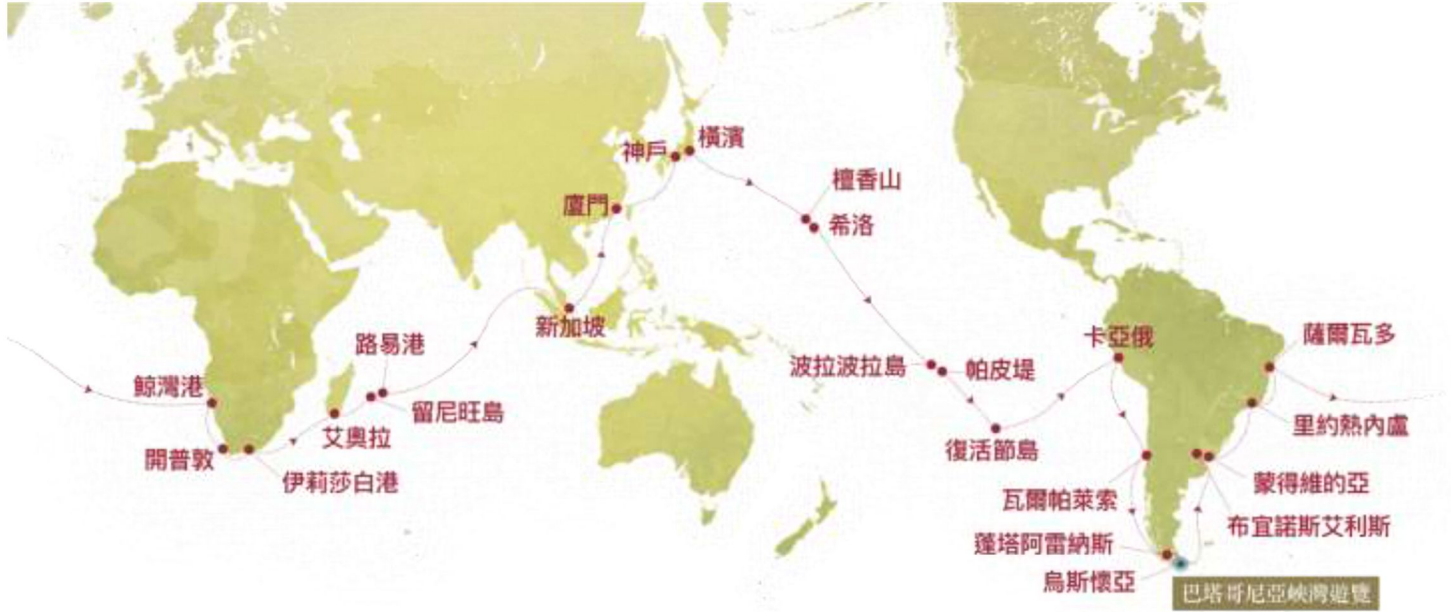 橫濱
神戶
檀香山
廈門
希洛
新加坡
卡亞俄
薩爾瓦多
路易港
波拉波拉島
帕皮堤
鯨灣港
留尼旺島
里約熱內盧
艾奧拉
復活節島
開普敦
伊莉莎白港
蒙得維的亞
瓦爾帕萊索
布宜諾斯艾利斯
蓬塔阿雷納斯
烏斯懷亞
巴塔哥尼亞峽灣遊覽